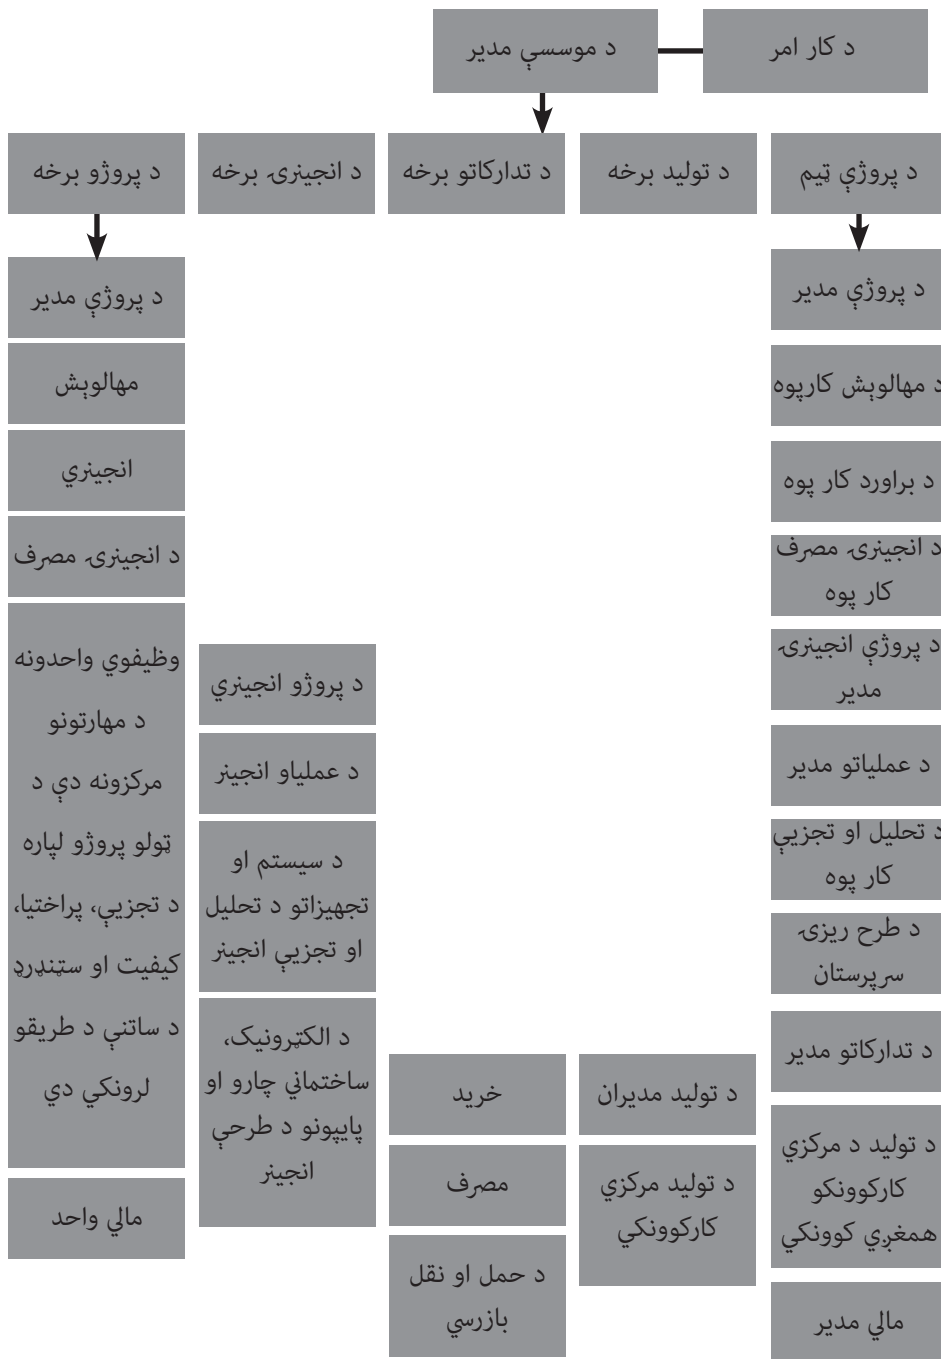 د کار امر
د موسسې مدیر
د پروژې ټیم
د تولید برخه
د تدارکاتو برخه
د انجینرۍ برخه
د پروژو برخه
د پروژې مدیر
د مهالوېش کارپوه
د براورد کار پوه
د انجینرۍ مصرف
کار پوه
د پروژې انجینرۍ
مدیر
د عملیاتو مدیر
د تحلیل او تجزیې
کار پوه
د طرح ریزۍ
سرپرستان
د تدارکاتو مدیر
د تولید د مرکزي
کارکوونکو
همغږي کوونکي
مالي مدیر
د تولید مدیران
د تولید مرکزي
کارکوونکي
خرید
مصرف
د حمل او نقل
بازرسي
د پروژو انجینري
د عملیاو انجینر
د سیستم او
تجهیزاتو د تحلیل
او تجزیې انجینر
د الکترونیک،
ساختماني چارو او
پایپونو د طرحې
انجینر
د پروژې مدیر
مهالوېش
انجینري
د انجینرۍ مصرف
وظیفوي واحدونه
د مهارتونو
مرکزونه دې د
ټولو پروژو لپاره
د تجزیې، پراختیا،
کیفیت او ستنډرډ
د ساتنې د طریقو
لرونکي دي
مالي واحد